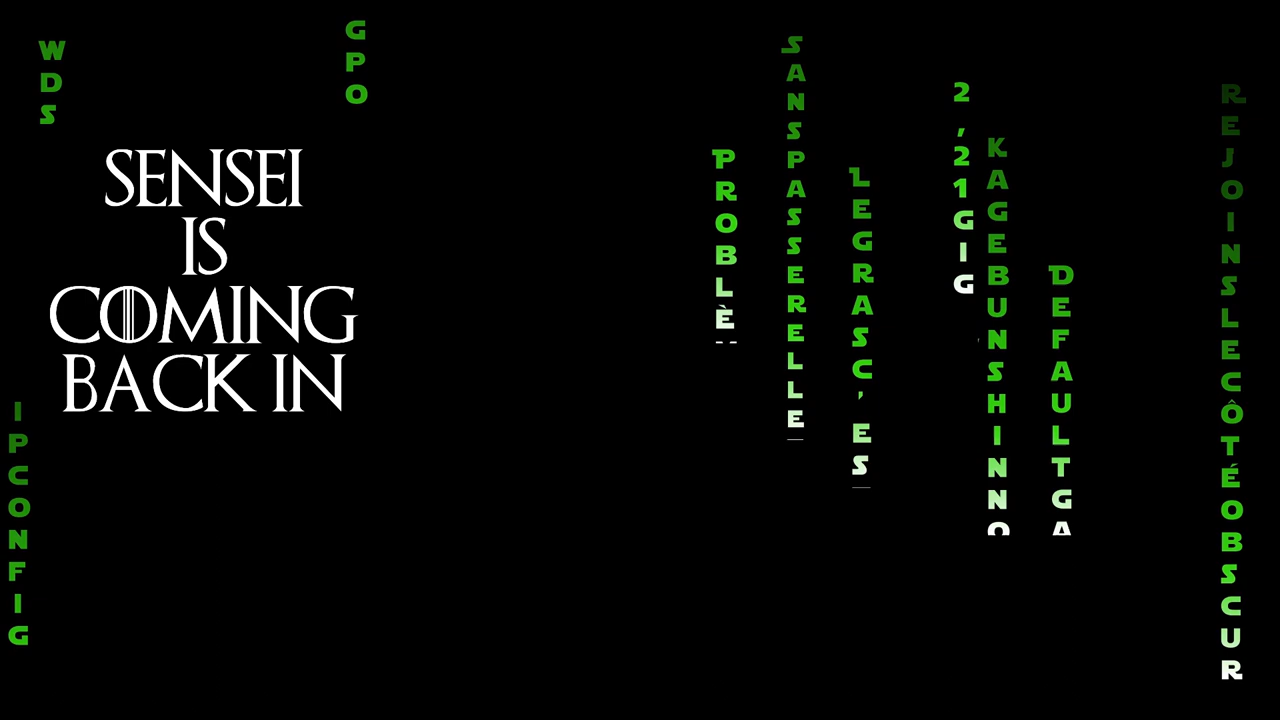 WDS
GPO
SENSEI
IS
COMING
BACK IN
IPCONFIG
PROBLÈ
SANSPASSERELLE
LEGRASC'ES
2,21GIG
KAGEBUNSHINNO
DEFAULTGA
REJOINSLECÔTÉOBSCUR